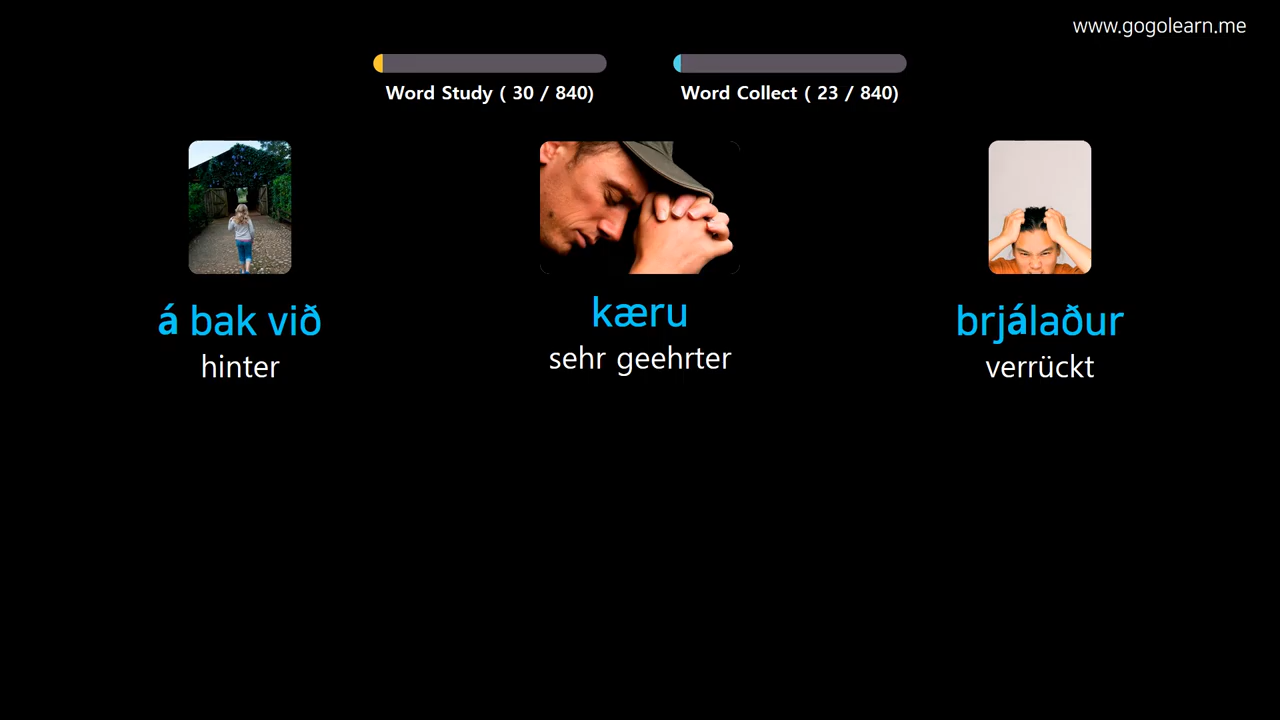 www.gogolearn.me
Word Study ( 30 / 840)
Word Collect ( 23 / 840)
á bak við
hinter
kæru
sehr geehrter
brjálaður
verrückt